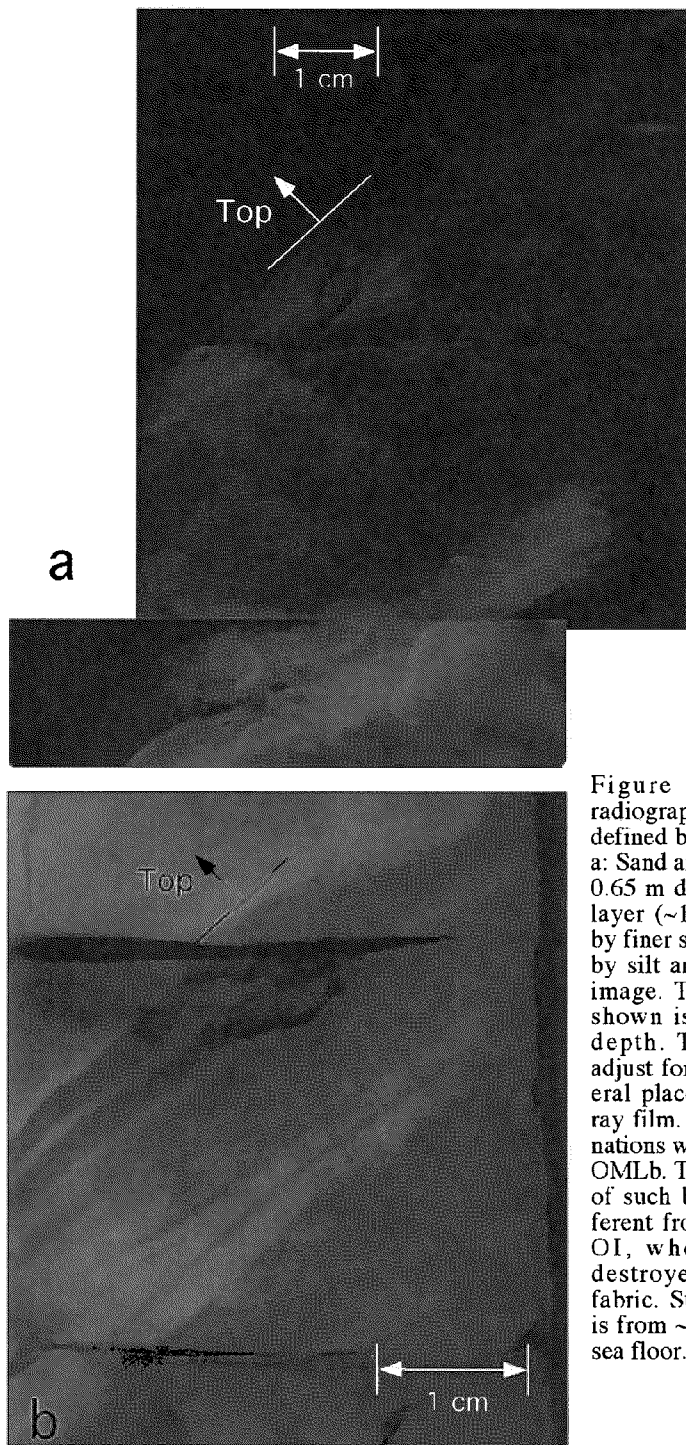 1 cm
Top
a
Top
1 cm
b
Figure
radiograp
defined b
a: Sand a
0.65 m d
layer (~1
by finer s
by silt an
image. T
shown is
depth. T
adjust for
eral plac
ray film.
nations w
OMLb. T
of such b
ferent fro
OI, who
destroye
fabric. S
is from ~
sea floor.